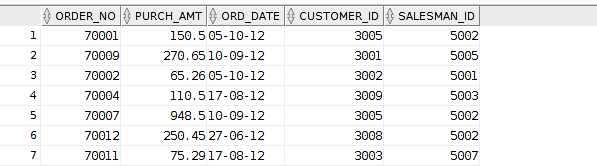 ORDER_NO PURCH_AMT ORD_DATE CUSTOMER_ID SALESMAN_ID
1 70001 150.5 05-10-12 3005 5002
2 70009 270.65 10-09-12 3001 5005
3 70002 65.26 05-10-12 3002 5001
4 70004 110.5 17-08-12 3009 5003
5 70007 948.5 10-09-12 3005 5002
6 70012 250.45 27-06-12 3008 5002
7 70011 75.29 17-08-12 3003 5007